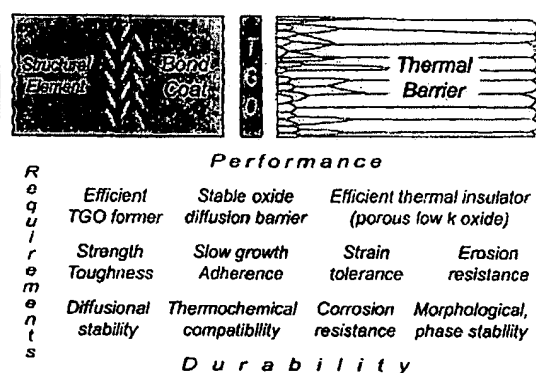 Structural
Element
Bond
Coat
TGO
Thermal
Barrier
Performance
Requirements
Efficient
TGO former
Stable oxide
diffusion barrier
Efficient thermal insulator
(porous low k oxide)
Strength
Toughness
Slow growth
Adherence
Strain
tolerance
Erosion
resistance
Diffusional
stability
Thermochemical
compatibility
Corrosion
resistance
Morphological,
phase stability
Durability